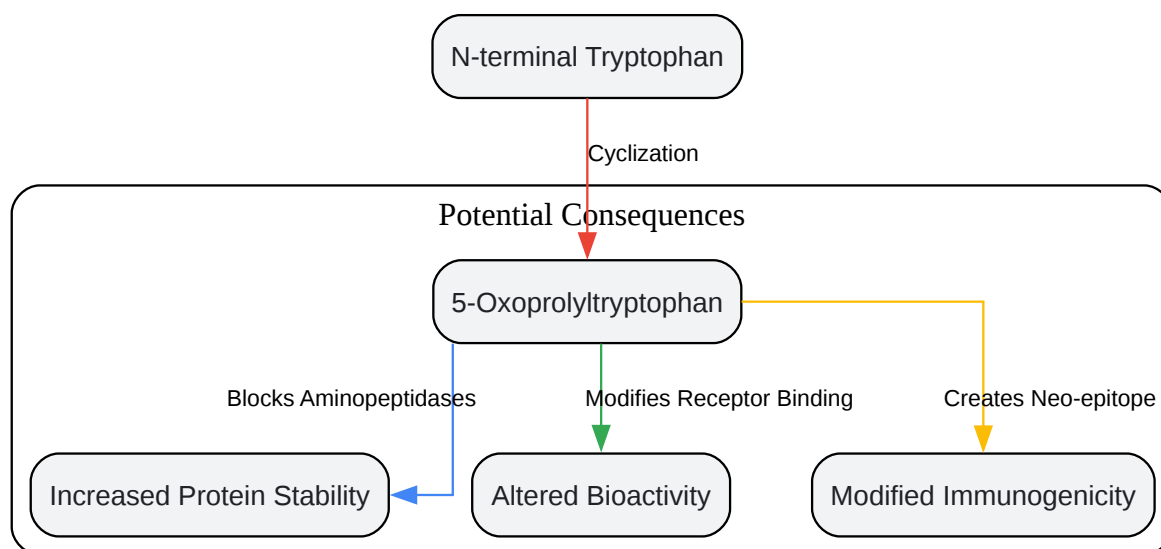 N-terminal Tryptophan
Cyclization
Potential Consequences
5-Oxoprolyltryptophan
Blocks Aminopeptidases
Modifies Receptor Binding
Creates Neo-epitope
Increased Protein Stability
Altered Bioactivity
Modified Immunogenicity